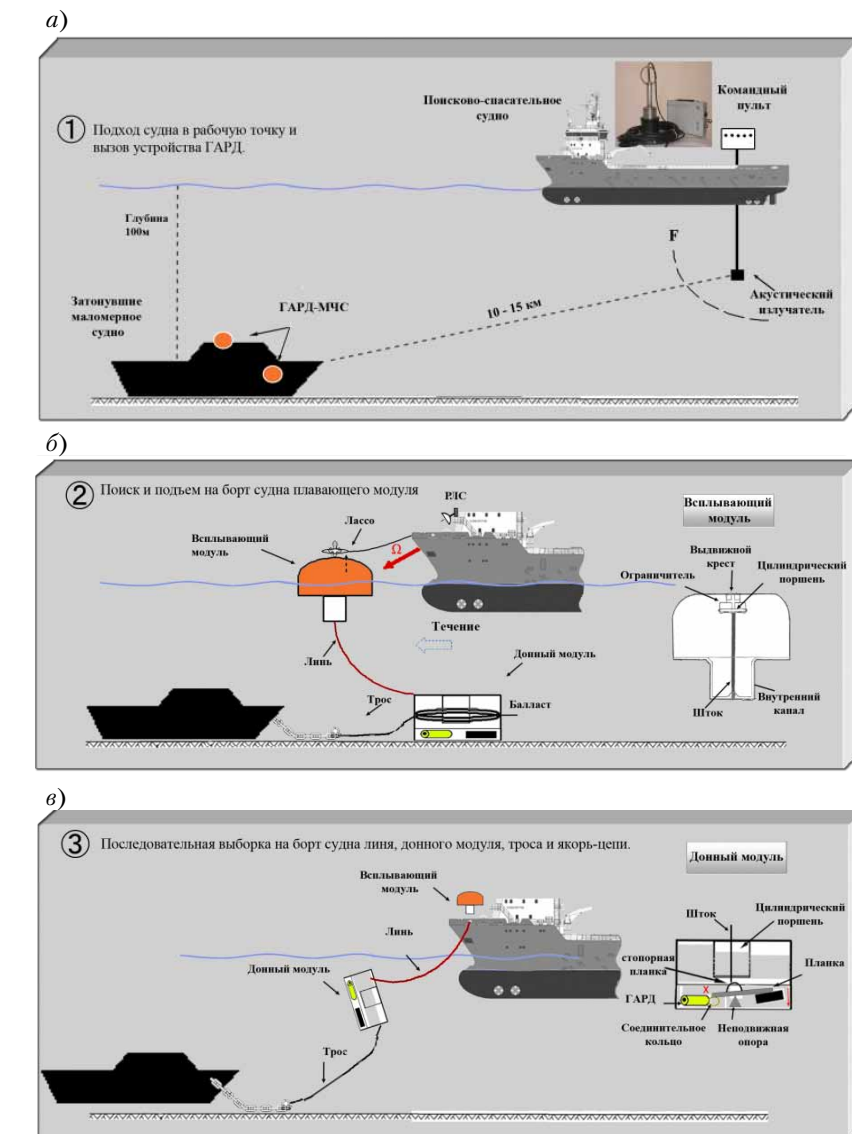 а)
1
Подход судна в рабочую точку и
вызов устройства ГАРД.
Поисково-спасательное
судно
Командный
пульт
Глубина
100м
F
Затонувшие
маломерное
судно
ГАРД-МЧС
10 - 15 км
Акустический
излучатель
б)
2
Поиск и подъем на борт судна плавающего модуля
РЛС
Всплывающий
модуль
Лассо
Всплывающий
модуль
Ω
Выдвижной
крест
Ограничитель
Цилиндрический
поршень
Течение
Линь
Донный модуль
Трос
Балласт
Шток
Внутренний
канал
в)
3
Последовательная выборка на борт судна линя, донного модуля, троса и якорь-цепи.
Донный модуль
Всплывающий
модуль
Линь
Донный модуль
Трос
Шток
Цилиндрический
поршень
стопорная
планка
Планка
X
ГАРД
Соединительное
кольцо
Неподвижная
опора